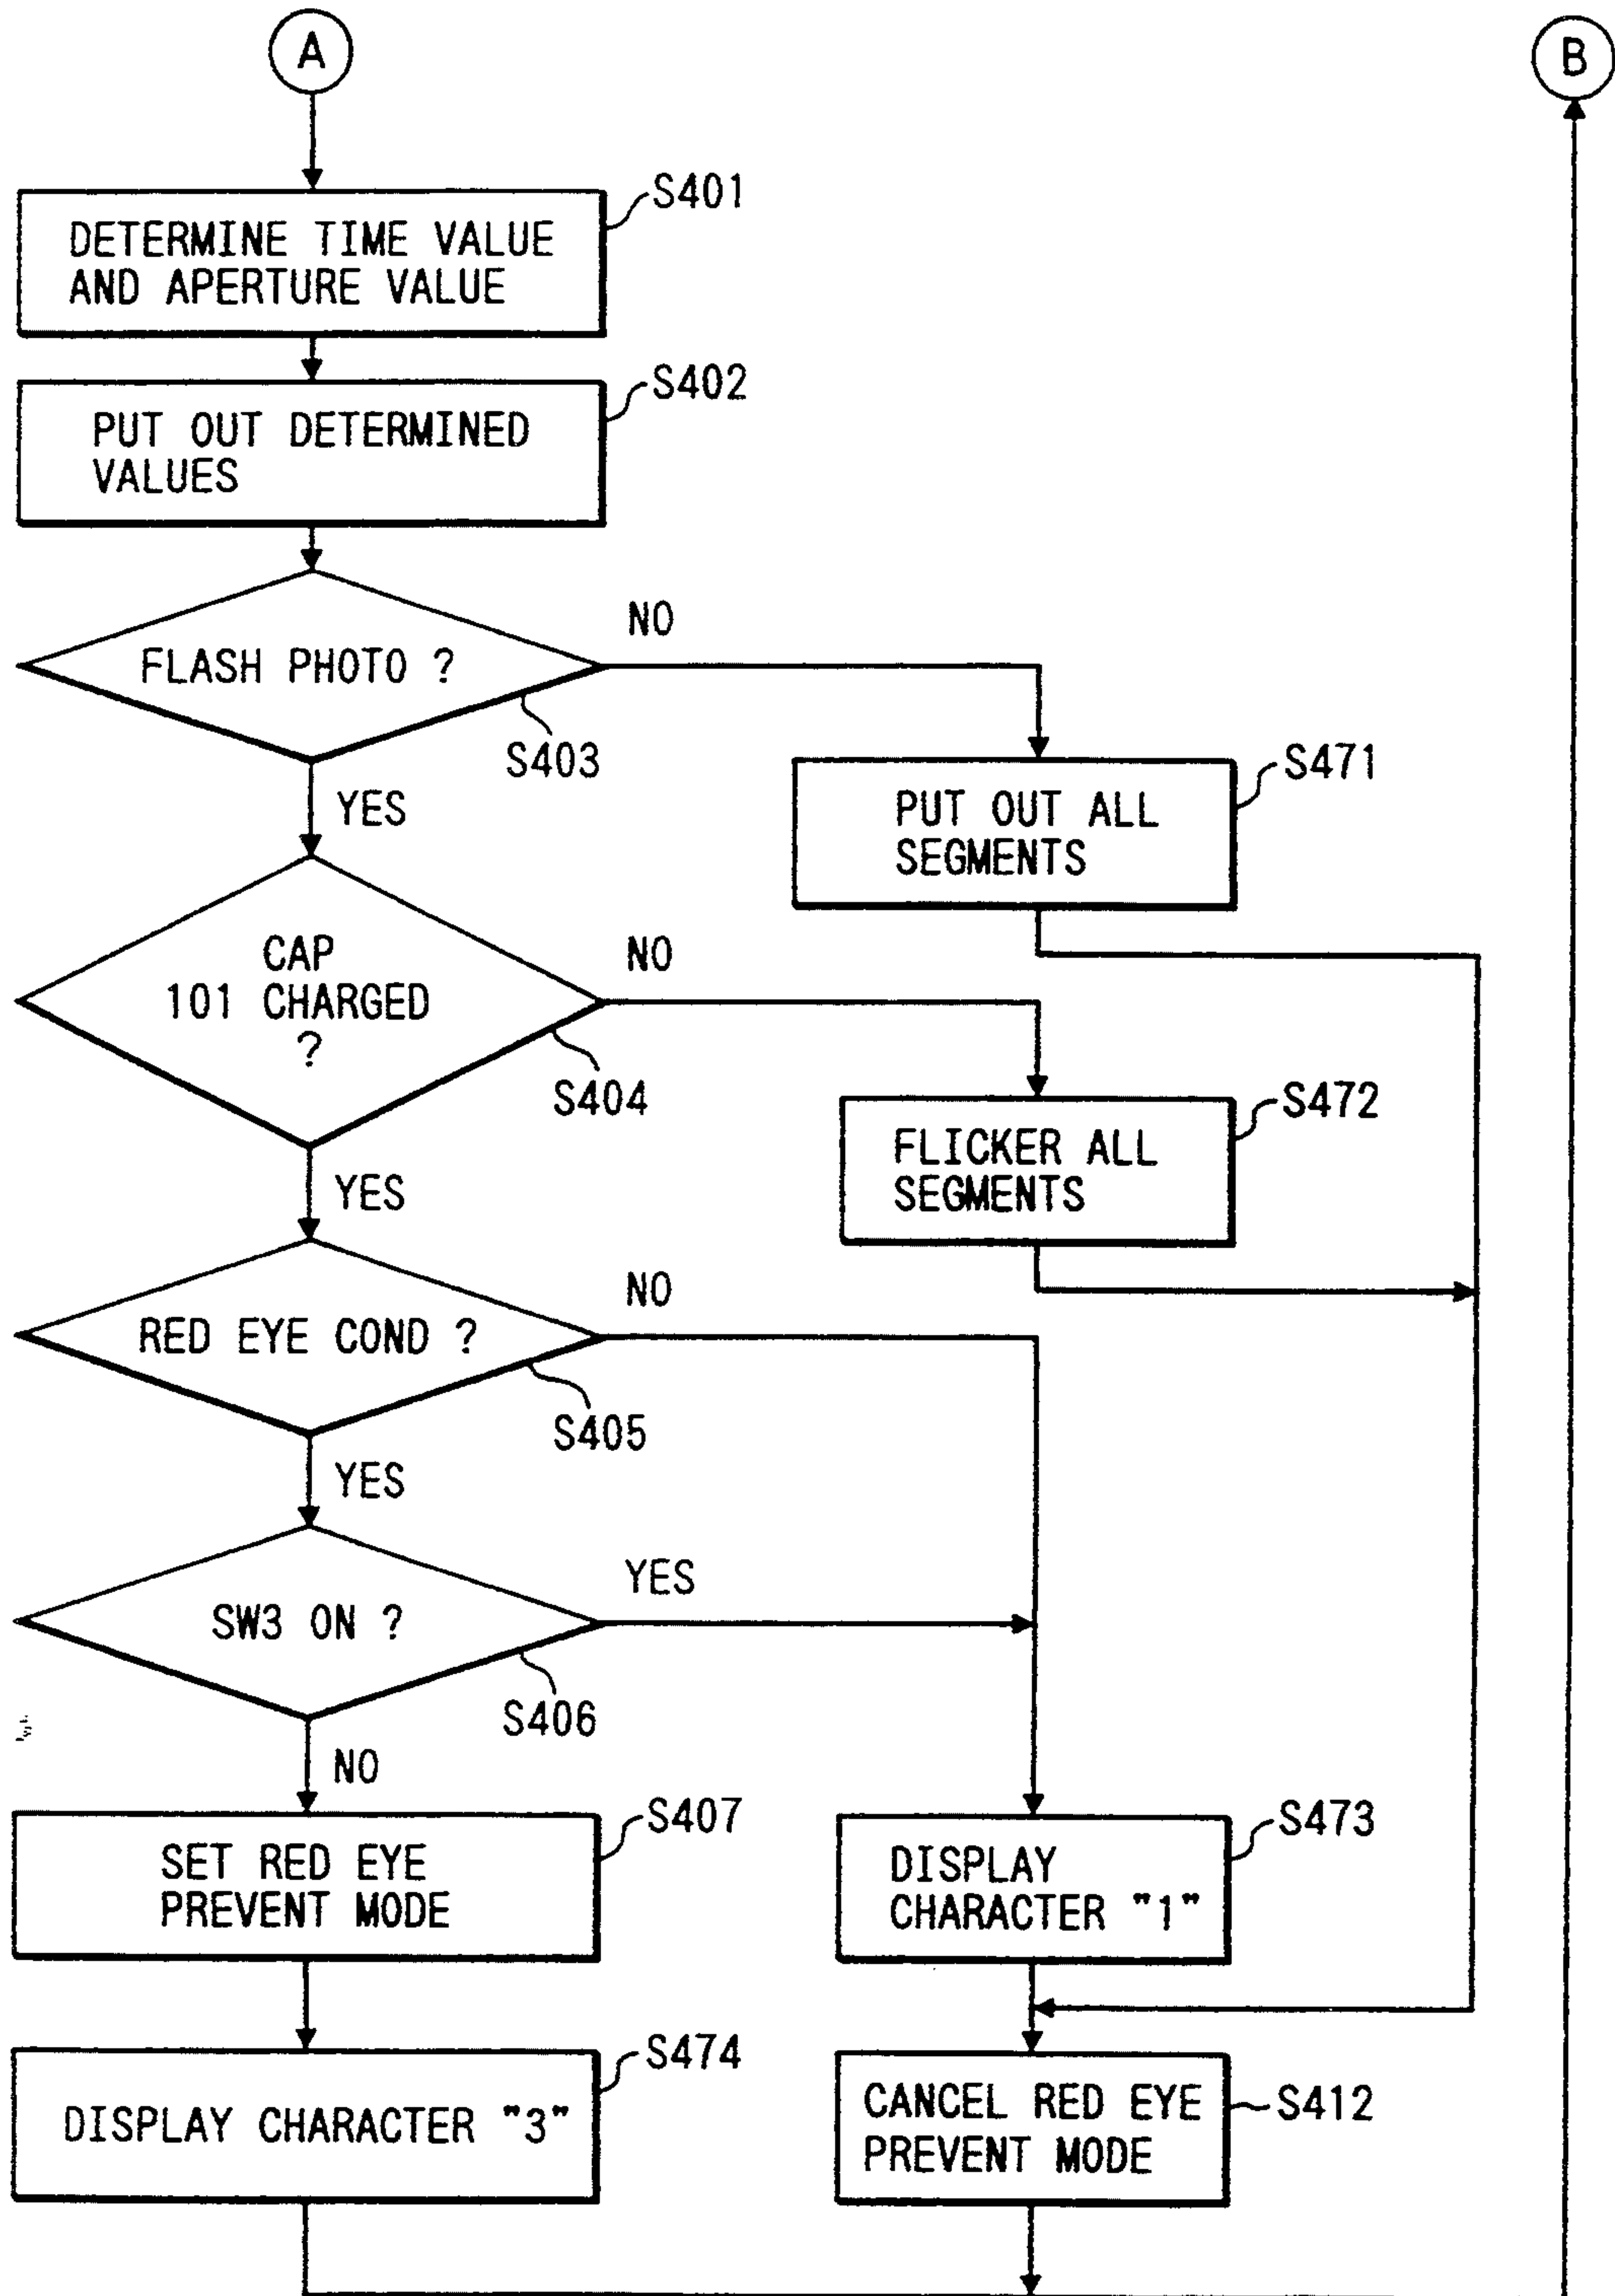 A
B
S401
DETERMINE TIME VALUE
AND APERTURE VALUE
S402
PUT OUT DETERMINED
VALUES
NO
FLASH PHOTO ?
S403
YES
S471
PUT OUT ALL
SEGMENTS
CAP
101 CHARGED
?
NO
S404
YES
S472
FLICKER ALL
SEGMENTS
NO
RED EYE COND ?
S405
YES
YES
SW3 ON ?
S406
NO
S407
SET RED EYE
PREVENT MODE
S473
DISPLAY
CHARACTER "1"
S474
DISPLAY CHARACTER "3"
CANCEL RED EYE
PREVENT MODE
S412